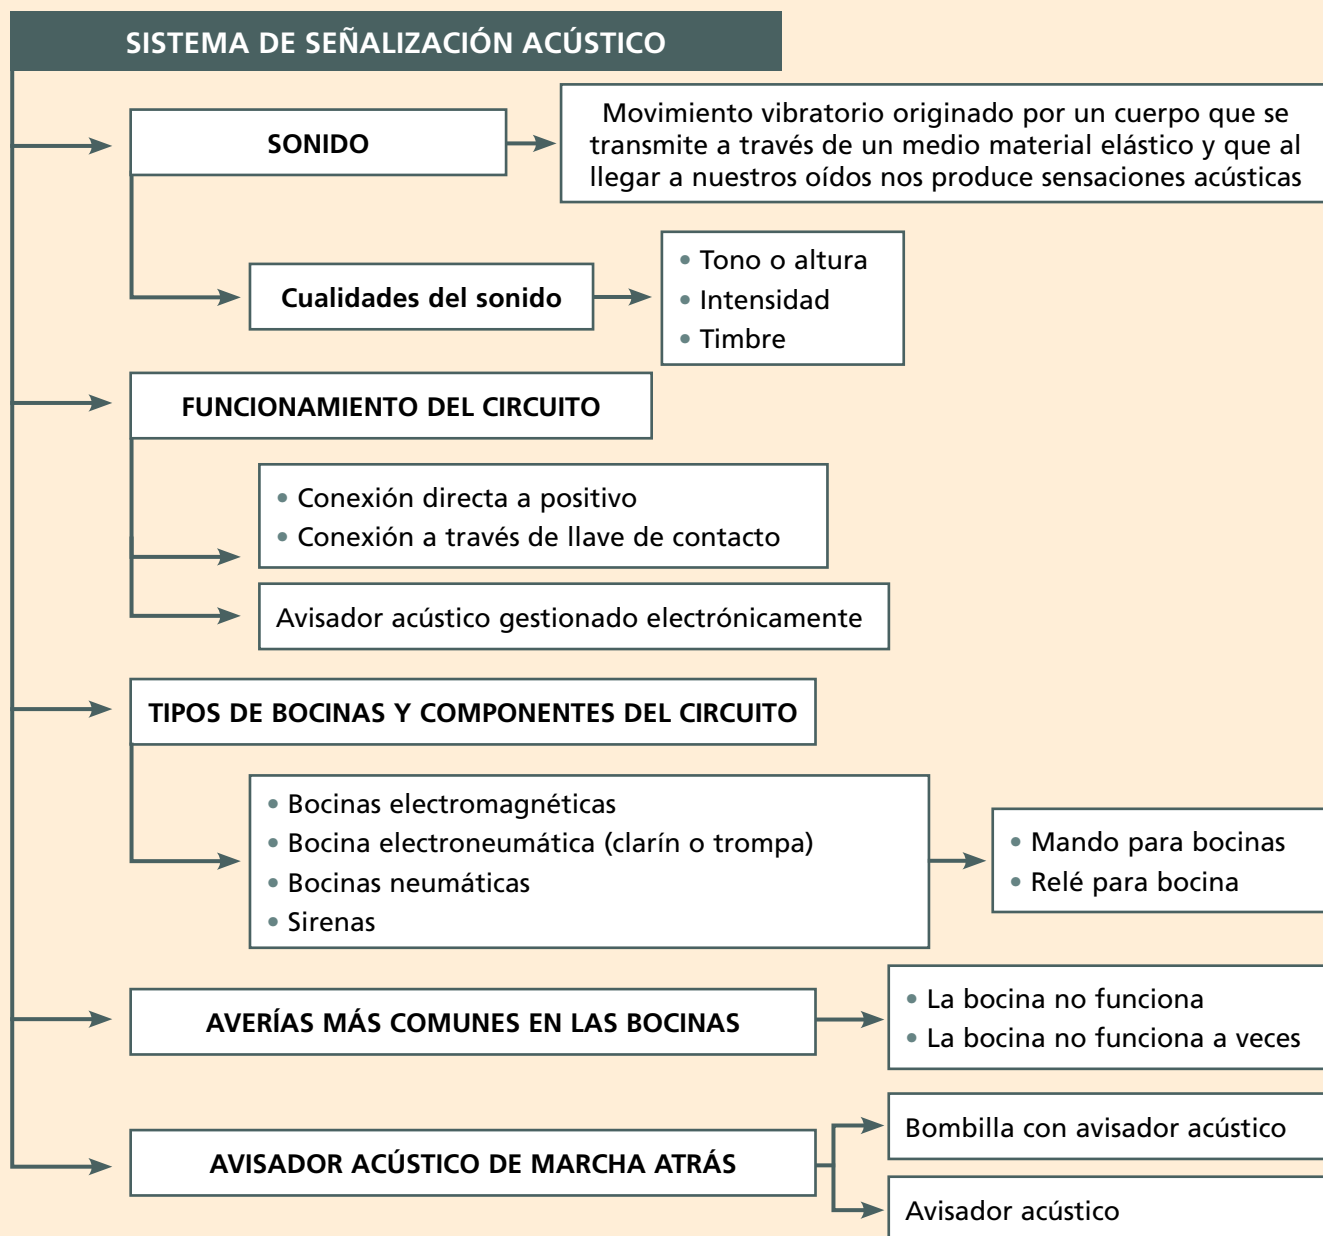 SISTEMA DE SEÑALIZACIÓN ACÚSTICO
SONIDO
Movimiento vibratorio originado por un cuerpo que se
transmite a través de un medio material elástico y que al
llegar a nuestros oídos nos produce sensaciones acústicas
Cualidades del sonido
• Tono o altura
• Intensidad
• Timbre
FUNCIONAMIENTO DEL CIRCUITO
• Conexión directa a positivo
• Conexión a través de llave de contacto
Avisador acústico gestionado electrónicamente
TIPOS DE BOCINAS Y COMPONENTES DEL CIRCUITO
• Bocinas electromagnéticas
• Bocina electroneumática (clarín o trompa)
• Bocinas neumáticas
• Sirenas
• Mando para bocinas
• Relé para bocina
AVERÍAS MÁS COMUNES EN LAS BOCINAS
• La bocina no funciona
• La bocina no funciona a veces
AVISADOR ACÚSTICO DE MARCHA ATRÁS
Bombilla con avisador acústico
Avisador acústico